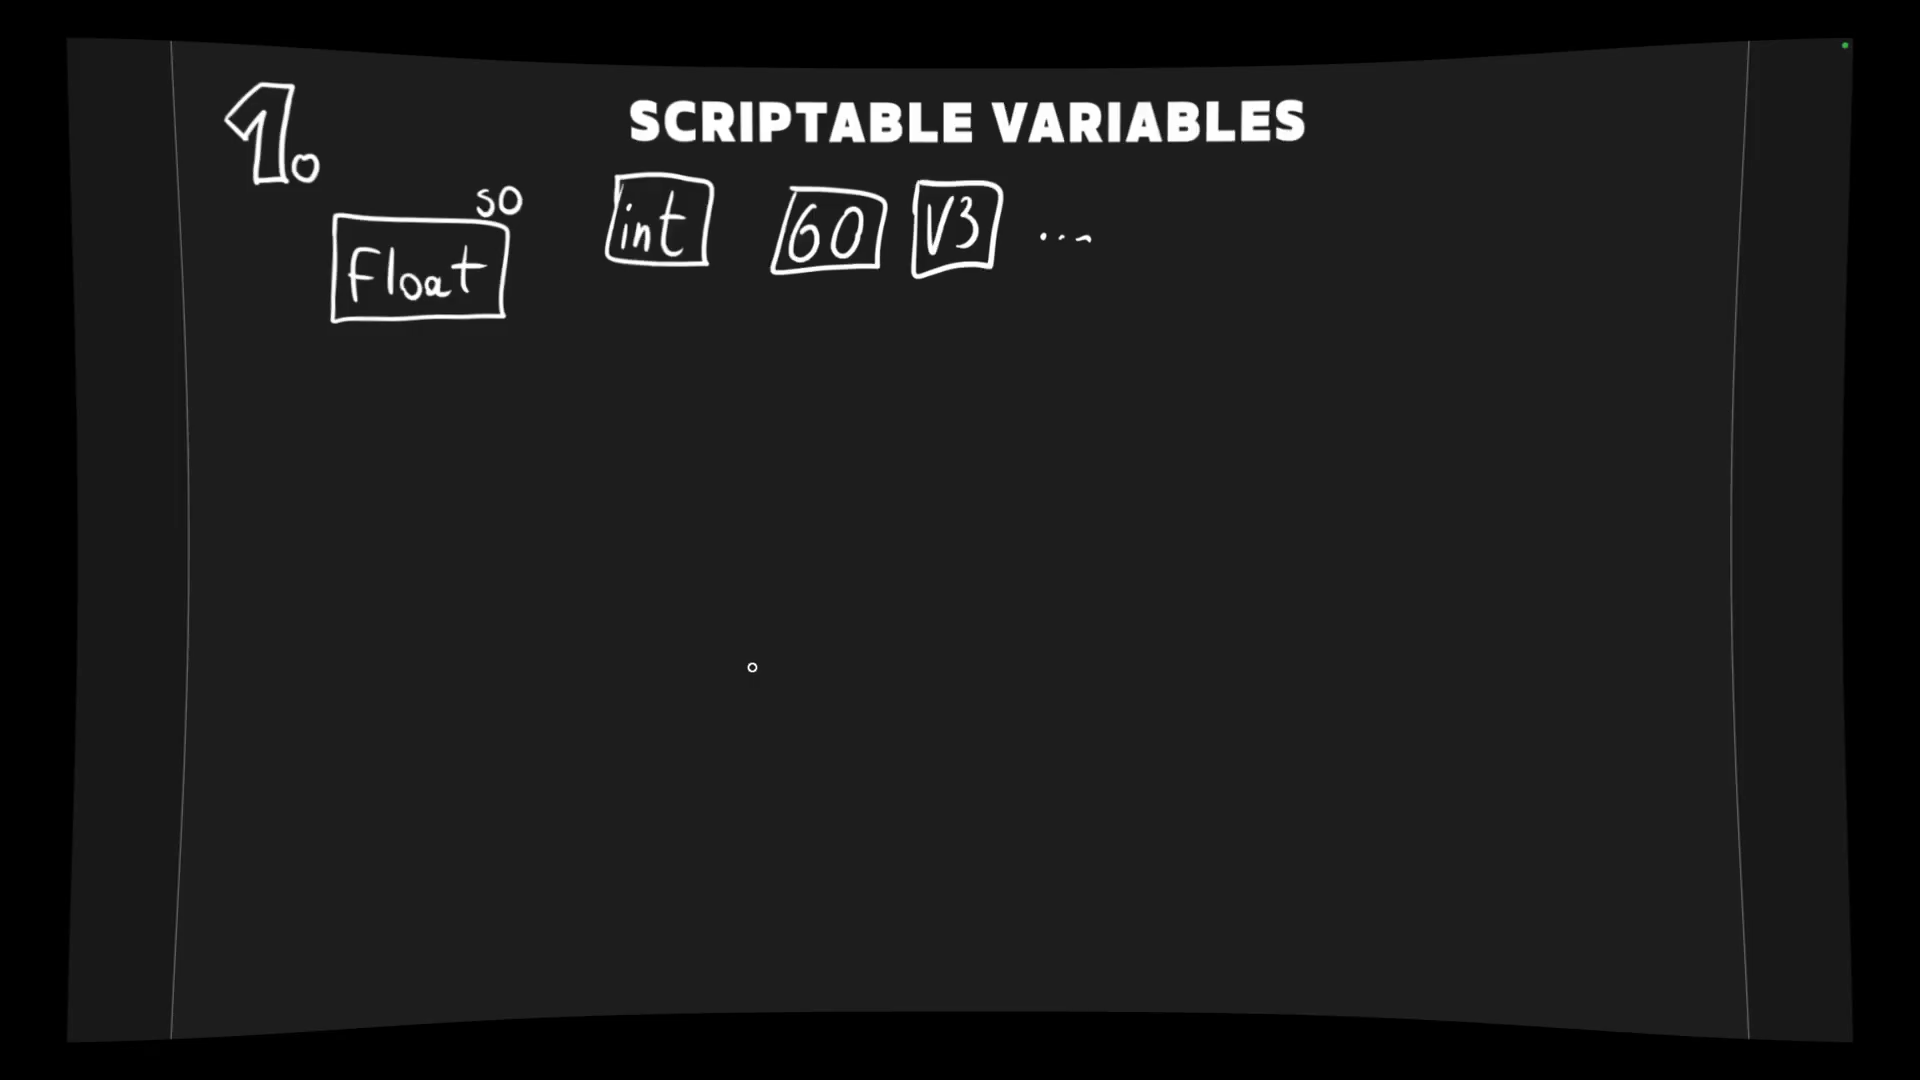 1.
SCRIPTABLE VARIABLES
SO
Float
int
GO
V3
...